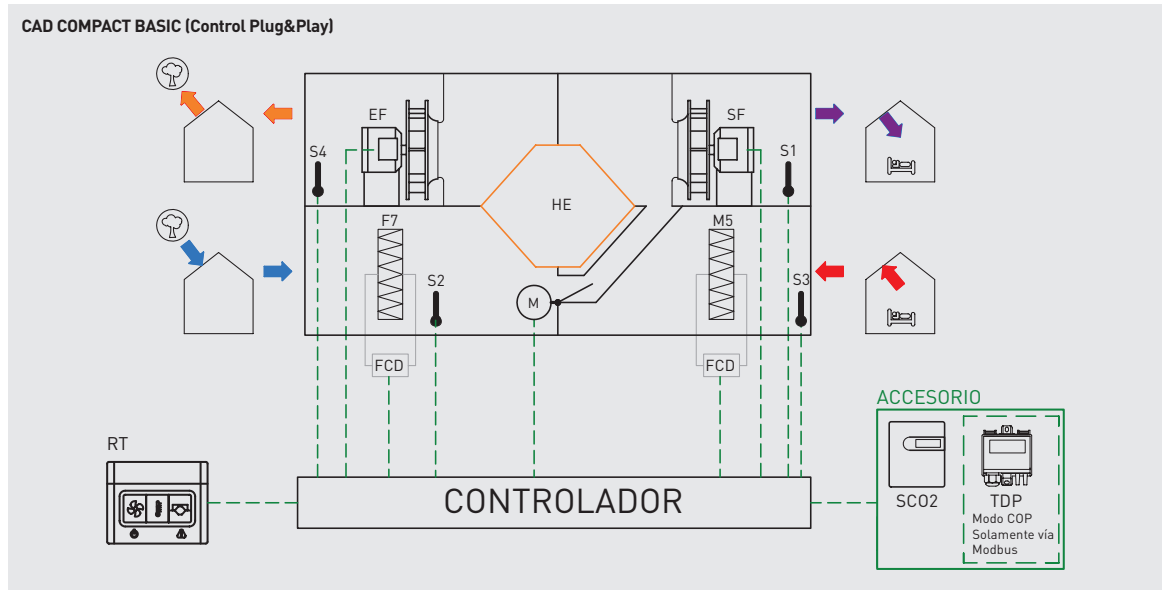 CAD COMPACT BASIC (Control Plug&Play)
EF
SF
S4
S1
HE
F7
M5
S2
S3
M
FCD
FCD
ACCESORIO
RT
CONTROLADOR
SCO2
TDP
Modo COP
Solamente vía
Modbus